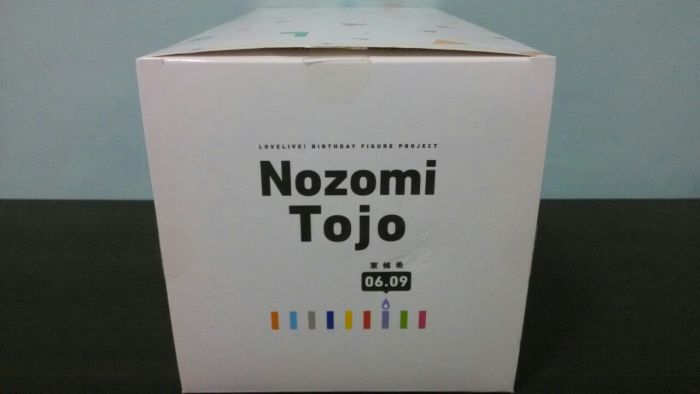 LOVELIVE! BIRTHDAY FIGURE PROJECT
Nozomi
Tojo
東條希
06.09